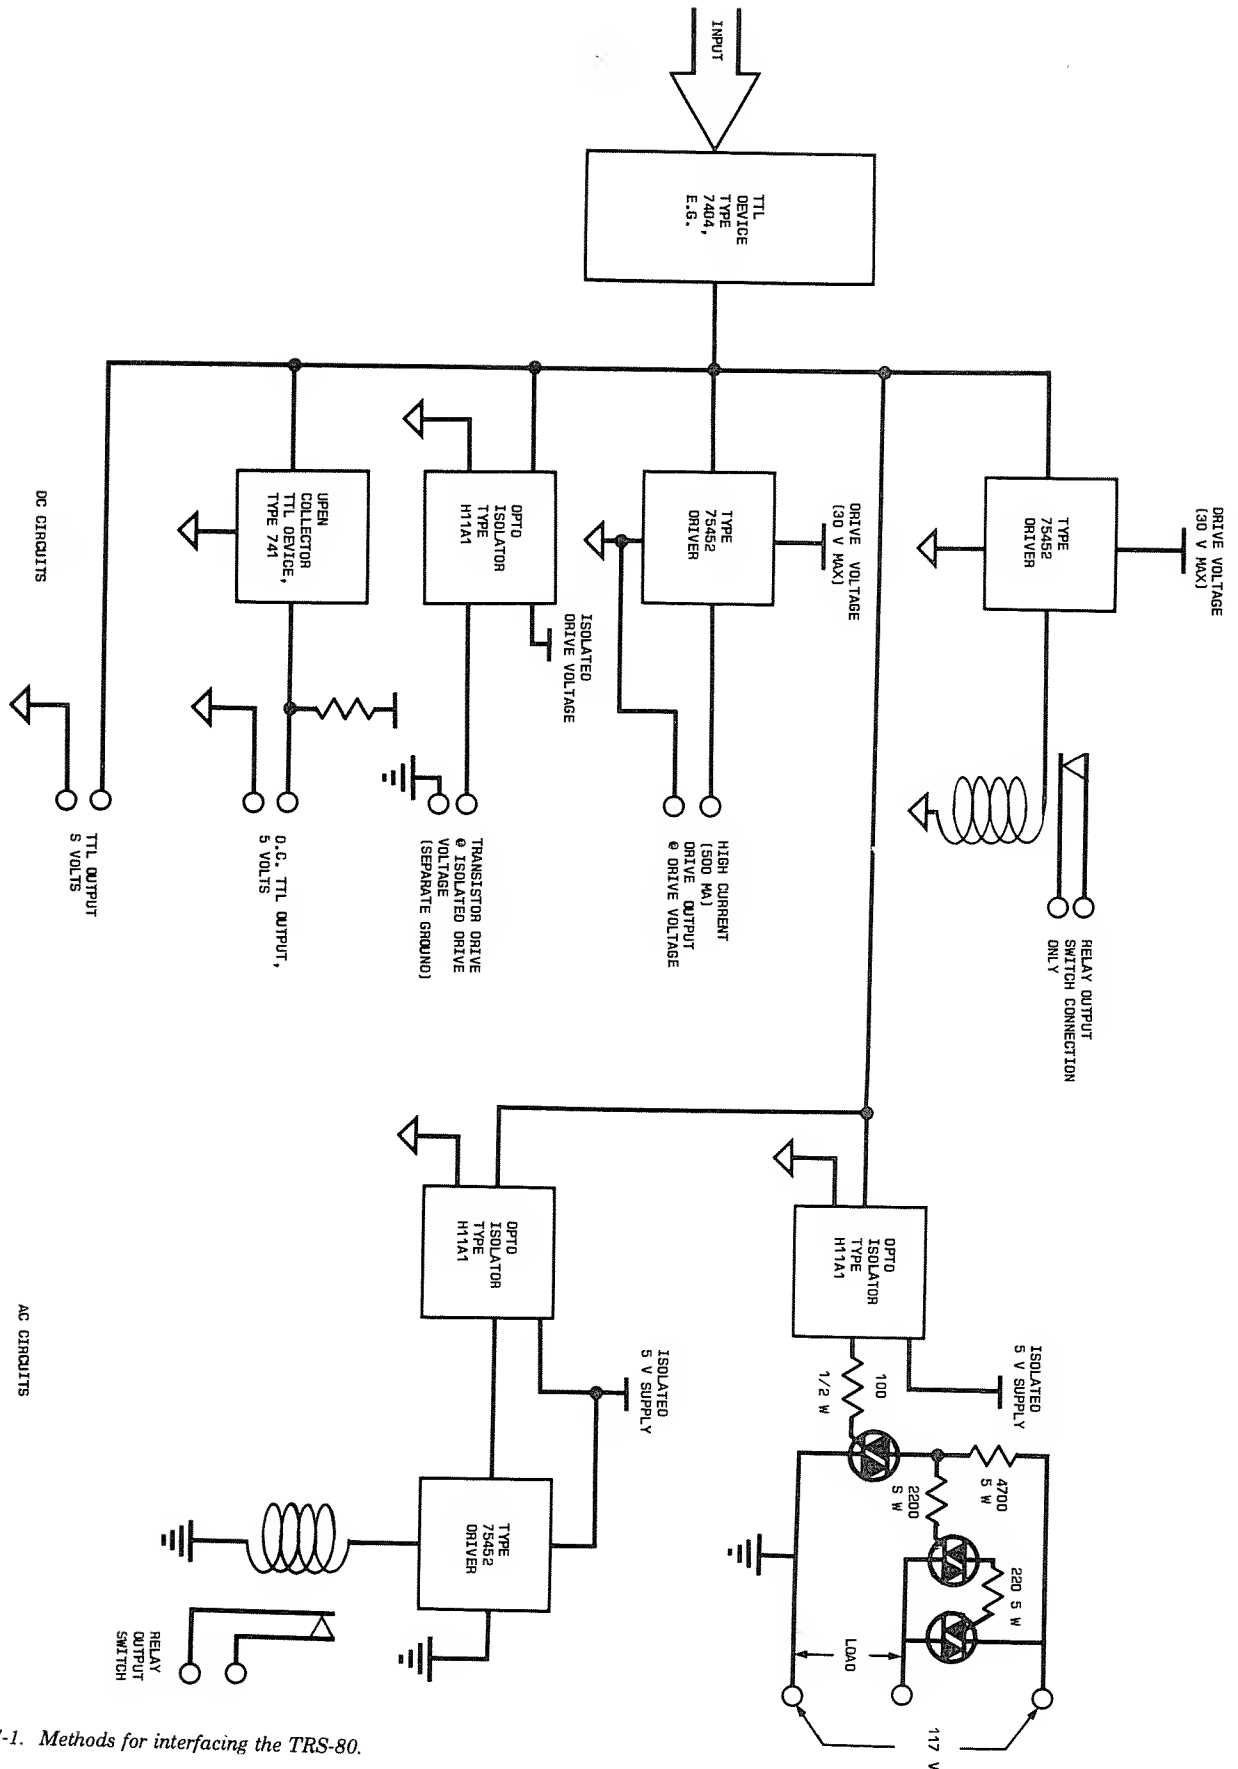 INPUT
TTL
DEVICE
TYPE
7404,
E.G.
DRIVE VOLTAGE
(30 V MAX)
TYPE
75452
DRIVER
RELAY OUTPUT
SWITCH CONNECTION
ONLY
DRIVE VOLTAGE
(30 V MAX)
TYPE
75452
DRIVER
HIGH CURRENT
(500 MA)
DRIVE OUTPUT
@ DRIVE VOLTAGE
OPTO
ISOLATOR
TYPE
H11A1
ISOLATED
DRIVE VOLTAGE
TRANSISTOR DRIVE
@ ISOLATED DRIVE
VOLTAGE
(SEPARATE GROUND)
UPEN
COLLECTOR
TTL DEVICE,
TYPE 741
O.C. TTL OUTPUT,
5 VOLTS
TTL OUTPUT
S VOLTS
DC CIRCUITS
OPTO
ISOLATOR
TYPE
H11A1
ISOLATED
5 V SUPPLY
100
1/2 W
4700
5 W
2200
S W
220 5 W
LOAD
117 V
OPTO
ISOLATOR
TYPE
H11A1
ISOLATED
5 V SUPPLY
TYPE
75452
DRIVER
RELAY
OUTPUT
SWITCH
AC CIRCUITS
-1. Methods for interfacing the TRS-80.